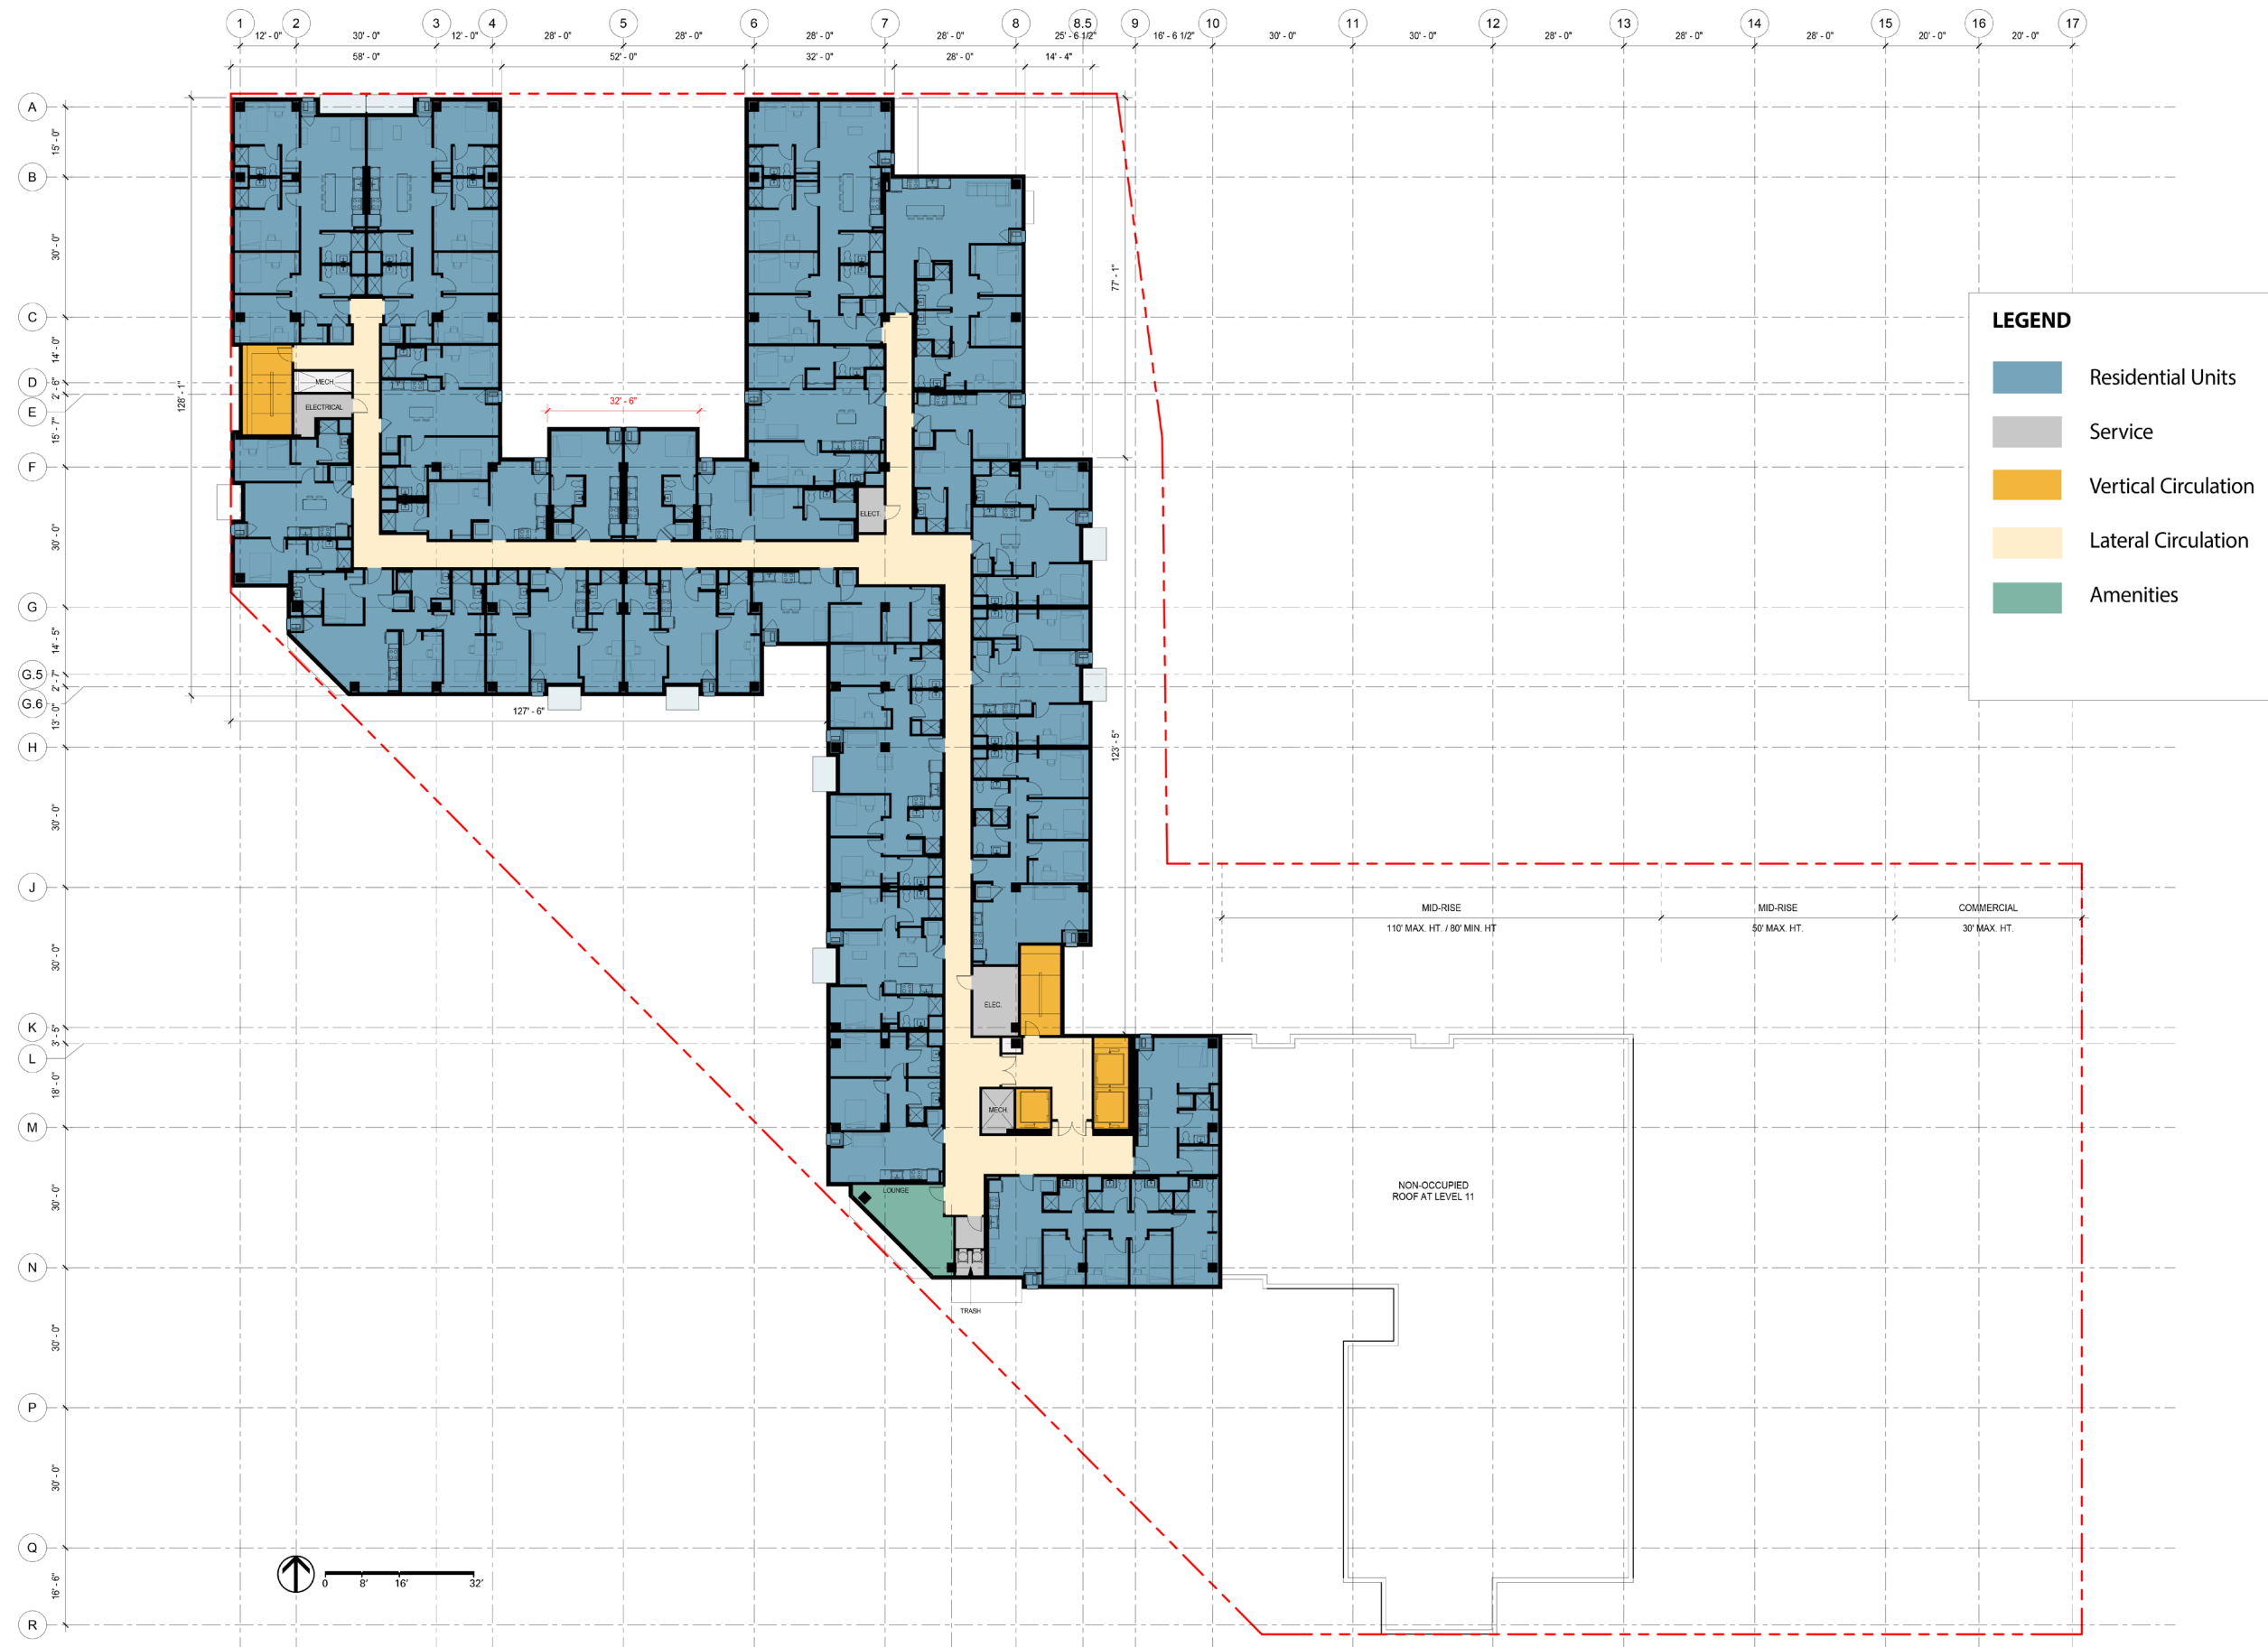 1 2 3 4 5 6 7 8 8.5 9 10 11 12 13 14 15 16 17
12' - 0" 30' - 0" 12' - 0" 28' - 0" 28' - 0" 28' - 0" 28' - 0" 25' - 6 1/2" 16' - 6 1/2" 30' - 0" 30' - 0" 28' - 0" 28' - 0" 28' - 0" 20' - 0" 20' - 0"
58' - 0" 52' - 0" 32' - 0" 28' - 0" 14' - 4"
A
15' - 0"
B
30' - 0"
C
14' - 0"
D
2' - 6"
E
15' - 7"
F
30' - 0"
G
14' - 5"
G.5
2' - 7"
G.6
13' - 0"
H
30' - 0"
J
30' - 0"
K
3' - 5"
L
18' - 0"
M
30' - 0"
N
30' - 0"
P
30' - 0"
Q
16' - 6"
R
128' - 1"
77' - 1"
123' - 5"
32' - 6"
127' - 6"
MECH.
ELECTRICAL
ELECT.
ELEC.
MECH.
LOUNGE
TRASH
MID-RISE
110' MAX. HT. / 80' MIN. HT
MID-RISE
50' MAX. HT.
COMMERCIAL
30' MAX. HT.
NON-OCCUPIED
ROOF AT LEVEL 11
LEGEND
Residential Units
Service
Vertical Circulation
Lateral Circulation
Amenities
0 8' 16' 32'